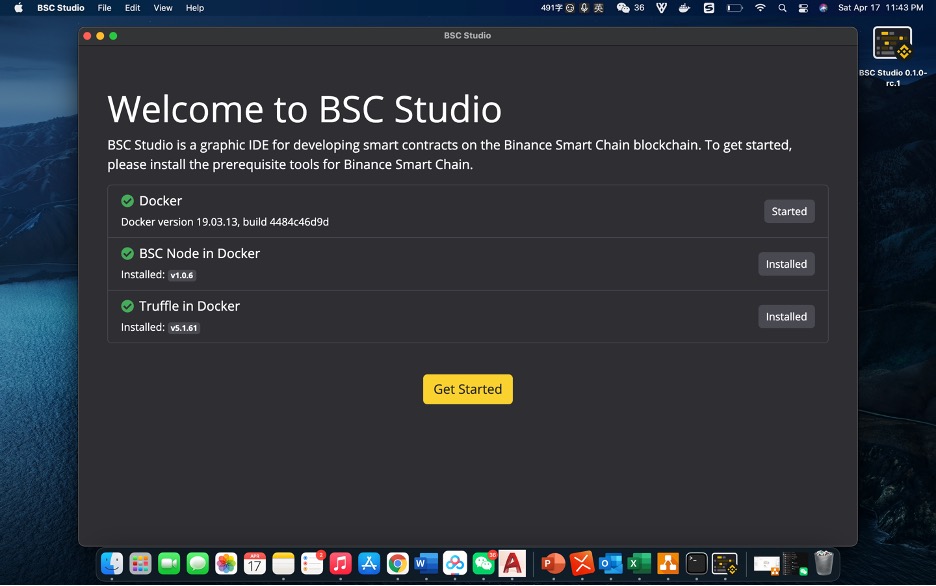 BSC Studio File Edit View Help 491字 英 36 Sat Apr 17 11:43 PM
BSC Studio
BSC Studio 0.1.0-
rc.1
Welcome to BSC Studio
BSC Studio is a graphic IDE for developing smart contracts on the Binance Smart Chain blockchain. To get started,
please install the prerequisite tools for Binance Smart Chain.
Docker
Docker version 19.03.13, build 4484c46d9d
Started
BSC Node in Docker
Installed: v1.0.6
Installed
Truffle in Docker
Installed: v5.1.61
Installed
Get Started
APR
17